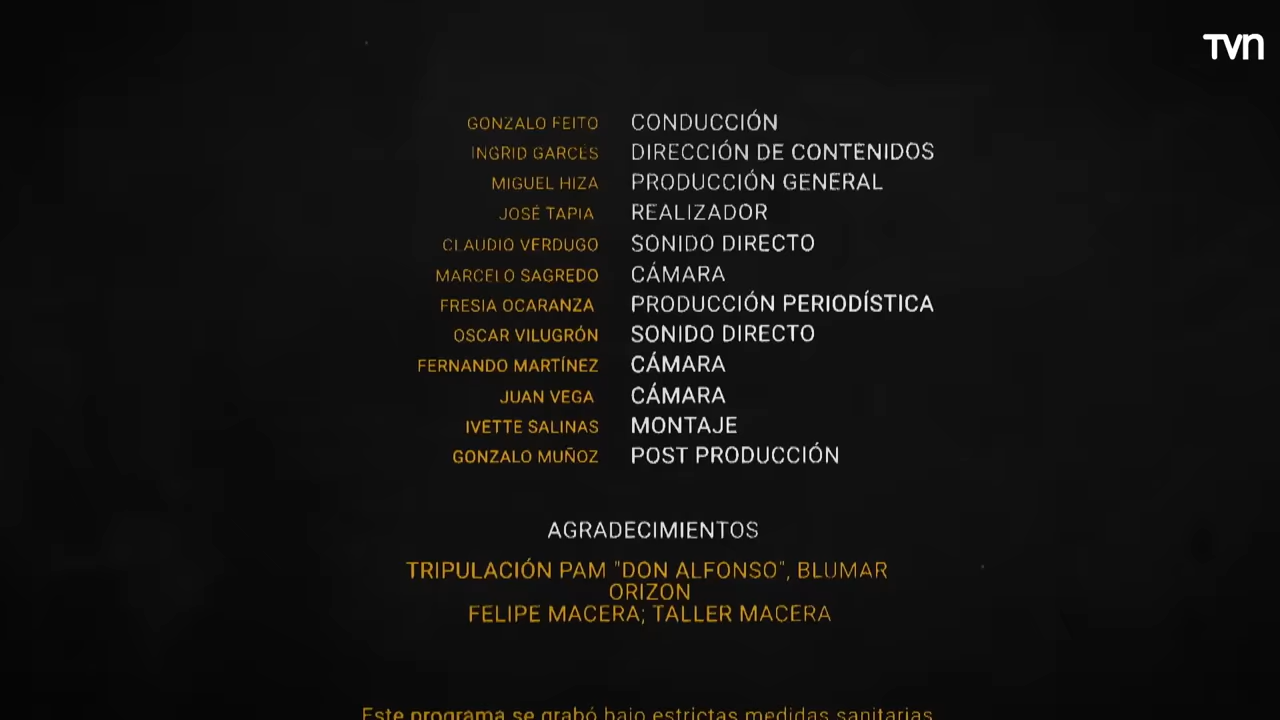 TVN
GONZALO FEITO CONDUCCIÓN
INGRID GARCÉS DIRECCIÓN DE CONTENIDOS
MIGUEL HIZA PRODUCCIÓN GENERAL
JOSÉ TAPIA REALIZADOR
CLAUDIO VERDUGO SONIDO DIRECTO
MARCELO SAGREDO CÁMARA
FRESIA OCARANZA PRODUCCIÓN PERIODÍSTICA
OSCAR VILUGRÓN SONIDO DIRECTO
FERNANDO MARTÍNEZ CÁMARA
JUAN VEGA CÁMARA
IVETTE SALINAS MONTAJE
GONZALO MUÑOZ POST PRODUCCIÓN
AGRADECIMIENTOS
TRIPULACIÓN PAM "DON ALFONSO", BLUMAR
ORIZON
FELIPE MACERA; TALLER MACERA
Este programa se grabó bajo estrictas medidas sanitarias